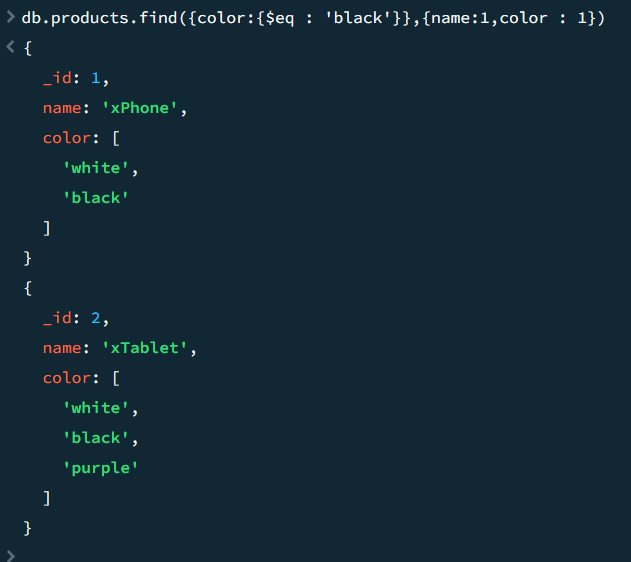 > db.products.find({color:{$eq : 'black'}},{name:1,color : 1})
< {
_id: 1,
name: 'xPhone',
color: [
'white',
'black'
]
}
{
_id: 2,
name: 'xTablet',
color: [
'white',
'black',
'purple'
]
}
>